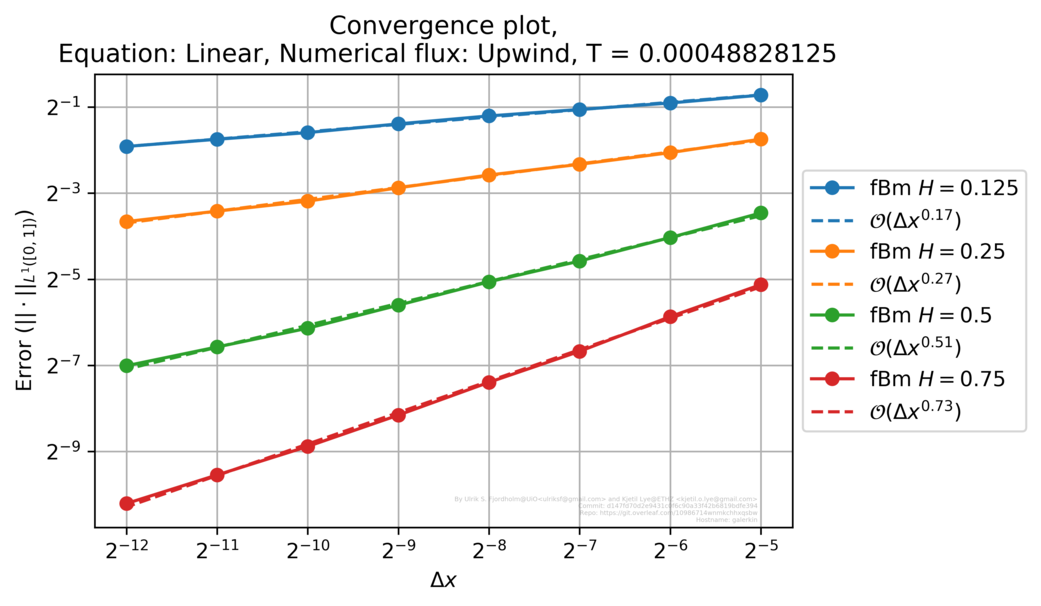 Convergence plot,
Equation: Linear, Numerical flux: Upwind, T = 0.00048828125
Error (|| · ||_{L^1([0,1])})
2^{-1}
2^{-3}
2^{-5}
2^{-7}
2^{-9}
2^{-12} 2^{-11} 2^{-10} 2^{-9} 2^{-8} 2^{-7} 2^{-6} 2^{-5}
Δx
fBm H = 0.125
𝒪(Δx^{0.17})
fBm H = 0.25
𝒪(Δx^{0.27})
fBm H = 0.5
𝒪(Δx^{0.51})
fBm H = 0.75
𝒪(Δx^{0.73})
By Ulrik S. Fjordholm@UiO<ulriksf@gmail.com> and Kjetil Lye@ETHZ <kjetil.o.lye@gmail.com>
Commit:
Repo:
Hostname: galerkin